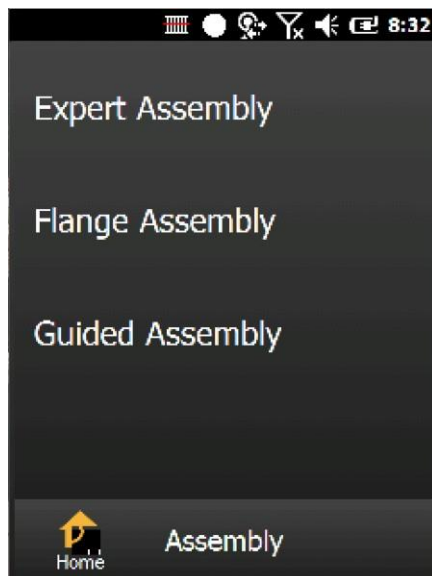 8:32
Expert Assembly
Flange Assembly
Guided Assembly
Home
Assembly